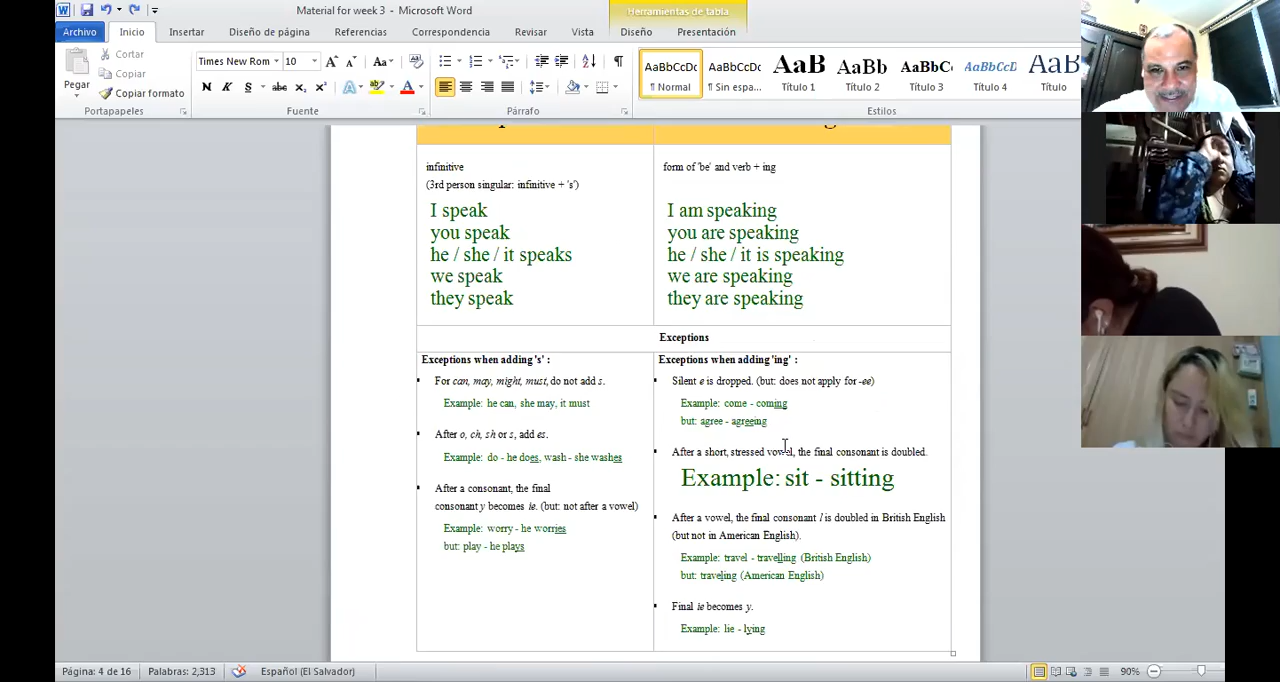 Material for week 3 - Microsoft Word
Herramientas de tabla
Archivo
Inicio
Insertar
Diseño de página
Referencias
Correspondencia
Revisar
Vista
Diseño
Presentación
Cortar
Copiar
Copiar formato
Pegar
Portapapeles
Times New Rom
10
N K S abc x₂ x²
Fuente
Párrafo
AaBbCcDc
¶ Normal
AaBbCcDc
¶ Sin espa...
AaB
Título 1
AaBb
Título 2
AaBbC
Título 3
AaBbCcD
Título 4
AaB
Título
Estilos
infinitive
(3rd person singular: infinitive + 's')
I speak
you speak
he / she / it speaks
we speak
they speak
form of 'be' and verb + ing
I am speaking
you are speaking
he / she / it is speaking
we are speaking
they are speaking
Exceptions
Exceptions when adding 's' :
For can, may, might, must, do not add s.
Example: he can, she may, it must
After o, ch, sh or s, add es.
Example: do - he does, wash - she washes
After a consonant, the final
consonant y becomes ie. (but: not after a vowel)
Example: worry - he worries
but: play - he plays
Exceptions when adding 'ing' :
Silent e is dropped. (but: does not apply for -ee)
Example: come - coming
but: agree - agreeing
After a short, stressed vowel, the final consonant is doubled.
Example: sit - sitting
After a vowel, the final consonant l is doubled in British English
(but not in American English).
Example: travel - travelling (British English)
but: traveling (American English)
Final ie becomes y.
Example: lie - lying
Página: 4 de 16
Palabras: 2,313
Español (El Salvador)
90%